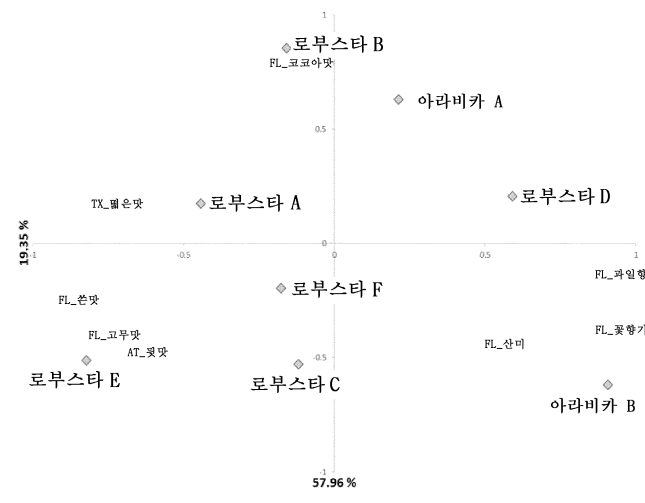 1
로부스타 B
FL_코코아맛
아라비카 A
0.5
로부스타 D
TX_떫은맛
로부스타 A
19.35 %
-1
-0.5
0
0
0.5
1
FL_과일향
로부스타 F
FL_쓴맛
FL_고무맛
FL_꽃향기
AT_뒷맛
FL_산미
-0.5
로부스타 E
로부스타 C
아라비카 B
-1
57.96 %